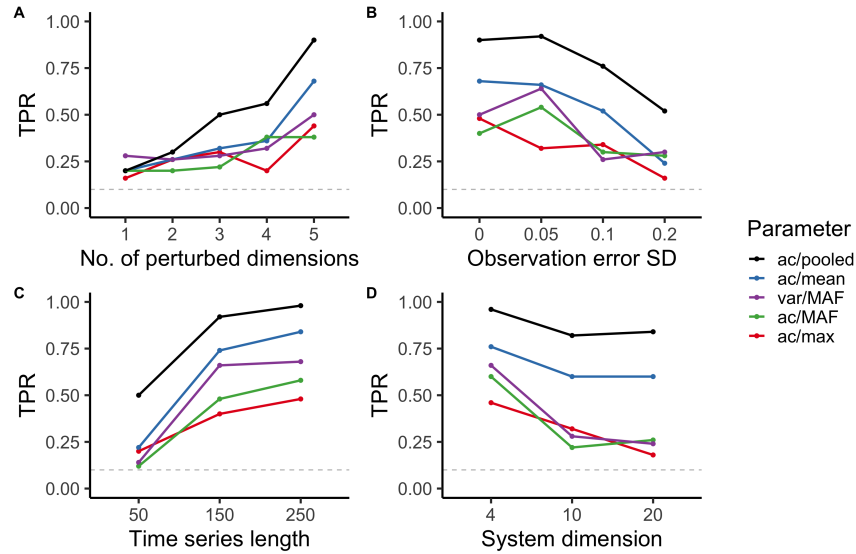 A
1.00
0.75
0.50
0.25
0.00
TPR
1 2 3 4 5
No. of perturbed dimensions
B
1.00
0.75
0.50
0.25
0.00
TPR
0 0.05 0.1 0.2
Observation error SD
C
1.00
0.75
0.50
0.25
0.00
TPR
50 150 250
Time series length
D
1.00
0.75
0.50
0.25
0.00
TPR
4 10 20
System dimension
Parameter
ac/pooled
ac/mean
var/MAF
ac/MAF
ac/max